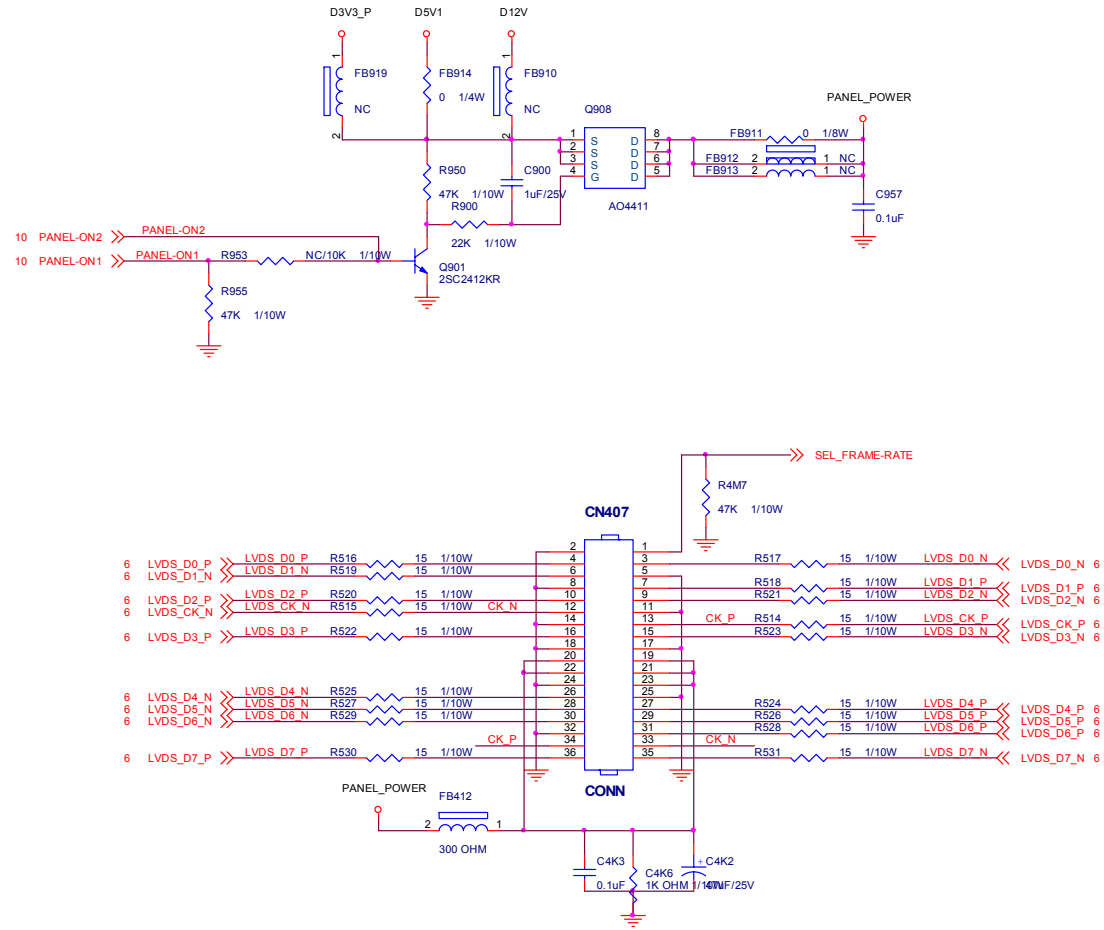 D3V3_P D5V1 D12V
1 1
FB919 FB914 FB910
0 1/4W
NC NC
2 2
Q908
PANEL_POWER
1 S D 8
2 S D 7
3 S D 6
4 G D 5
AO4411
FB911 0 1/8W
FB912 2 1 NC
FB913 2 1 NC
C957
0.1uF
R950
47K 1/10W
C900
1uF/25V
R900
22K 1/10W
10 PANEL-ON2 PANEL-ON2
10 PANEL-ON1 PANEL-ON1 R953 NC/10K 1/10W
Q901
2SC2412KR
R955
47K 1/10W
SEL_FRAME-RATE
R4M7
47K 1/10W
CN407
2 1
6 LVDS_D0_P LVDS_D0_P R516 15 1/10W 4 3 R517 15 1/10W LVDS_D0_N LVDS_D0_N 6
6 LVDS_D1_N LVDS_D1_N R519 15 1/10W 6 5
8 7 R518 15 1/10W LVDS_D1_P LVDS_D1_P 6
6 LVDS_D2_P LVDS_D2_P R520 15 1/10W 10 9 R521 15 1/10W LVDS_D2_N LVDS_D2_N 6
6 LVDS_CK_N LVDS_CK_N R515 15 1/10W CK_N 12 11
14 13 CK_P R514 15 1/10W LVDS_CK_P LVDS_CK_P 6
6 LVDS_D3_P LVDS_D3_P R522 15 1/10W 16 15 R523 15 1/10W LVDS_D3_N LVDS_D3_N 6
18 17
20 19
22 21
24 23
6 LVDS_D4_N LVDS_D4_N R525 15 1/10W 26 25
6 LVDS_D5_N LVDS_D5_N R527 15 1/10W 28 27 R524 15 1/10W LVDS_D4_P LVDS_D4_P 6
6 LVDS_D6_N LVDS_D6_N R529 15 1/10W 30 29 R526 15 1/10W LVDS_D5_P LVDS_D5_P 6
32 31 R528 15 1/10W LVDS_D6_P LVDS_D6_P 6
CK_P 34 33 CK_N
6 LVDS_D7_P LVDS_D7_P R530 15 1/10W 36 35 R531 15 1/10W LVDS_D7_N LVDS_D7_N 6
CONN
PANEL_POWER
FB412
2 1
300 OHM
C4K3
0.1uF
C4K6
1K OHM
+ C4K2